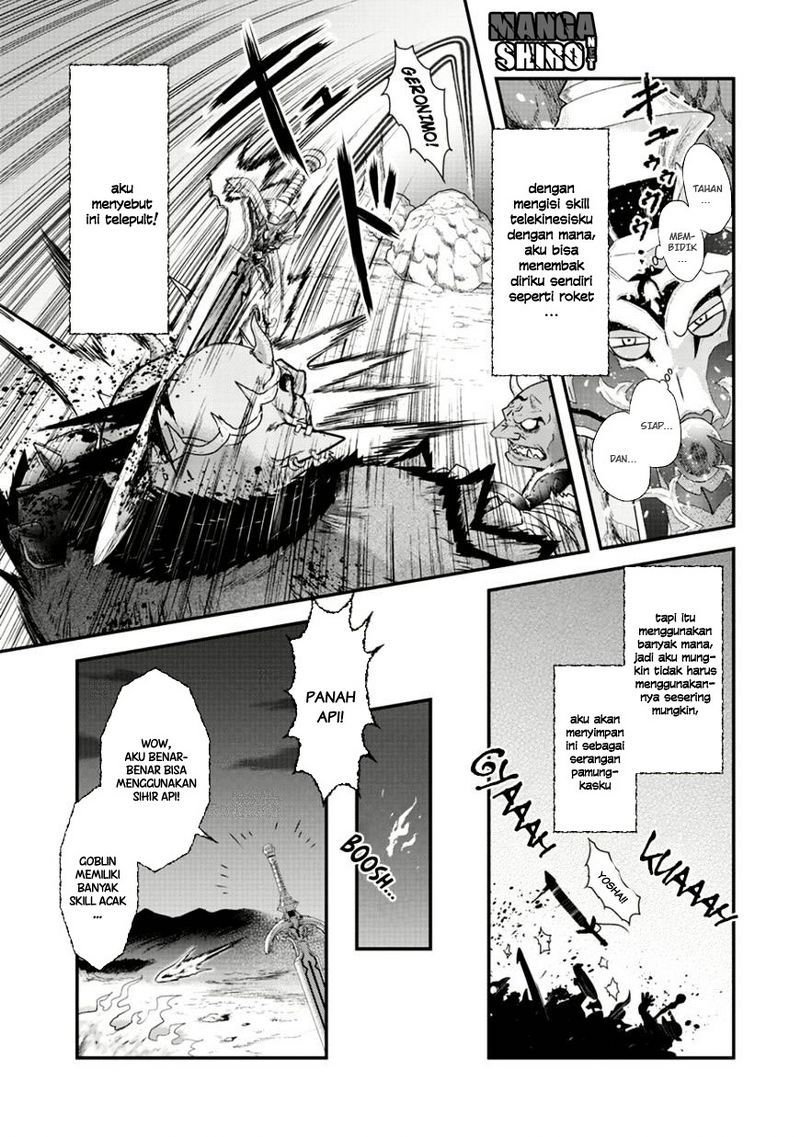 MANGA
SHIRO
NET
TAHAN
...
MEM-
BIDIK
...
dengan
mengisi skill
telekinesisku
dengan mana,
aku bisa
menembak
diriku sendiri
seperti roket
...
SIAP...
DAN...
GERONIMO!
aku
menyebut
ini telepult!
tapi itu
menggunakan
banyak mana,
jadi aku mung-
kin tidak harus
menggunakan-
nya sesering
mungkin,
aku akan
menyimpan
ini sebagai
serangan
pamung-
kasku
GYAAAH
YOSHA!!
KUAAAAH
PANAH
API!
BOOSH...
WOW,
AKU BENAR-
BENAR BISA
MENGGUNAKAN
SIHIR API!
GOBLIN
MEMILIKI
BANYAK
SKILL ACAK
...